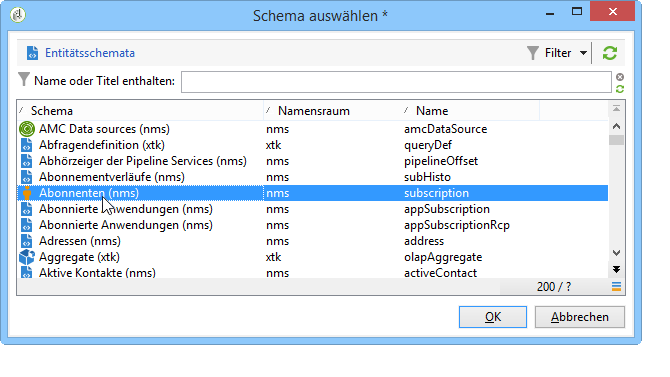 Schema auswählen *
Entitätsschemata
Filter
Name oder Titel enthalten:
Schema Namensraum Name
AMC Data sources (nms) nms amcDataSource
Abfragendefinition (xtk) xtk queryDef
Abhörzeiger der Pipeline Services (nms) nms pipelineOffset
Abonnementverläufe (nms) nms subHisto
Abonnenten (nms) nms subscription
Abonnierte Anwendungen (nms) nms appSubscription
Abonnierte Anwendungen (nms) nms appSubscriptionRcp
Adressen (nms) nms address
Aggregate (xtk) xtk olapAggregate
Aktive Kontakte (nms) nms activeContact
200 / ?
OK Abbrechen